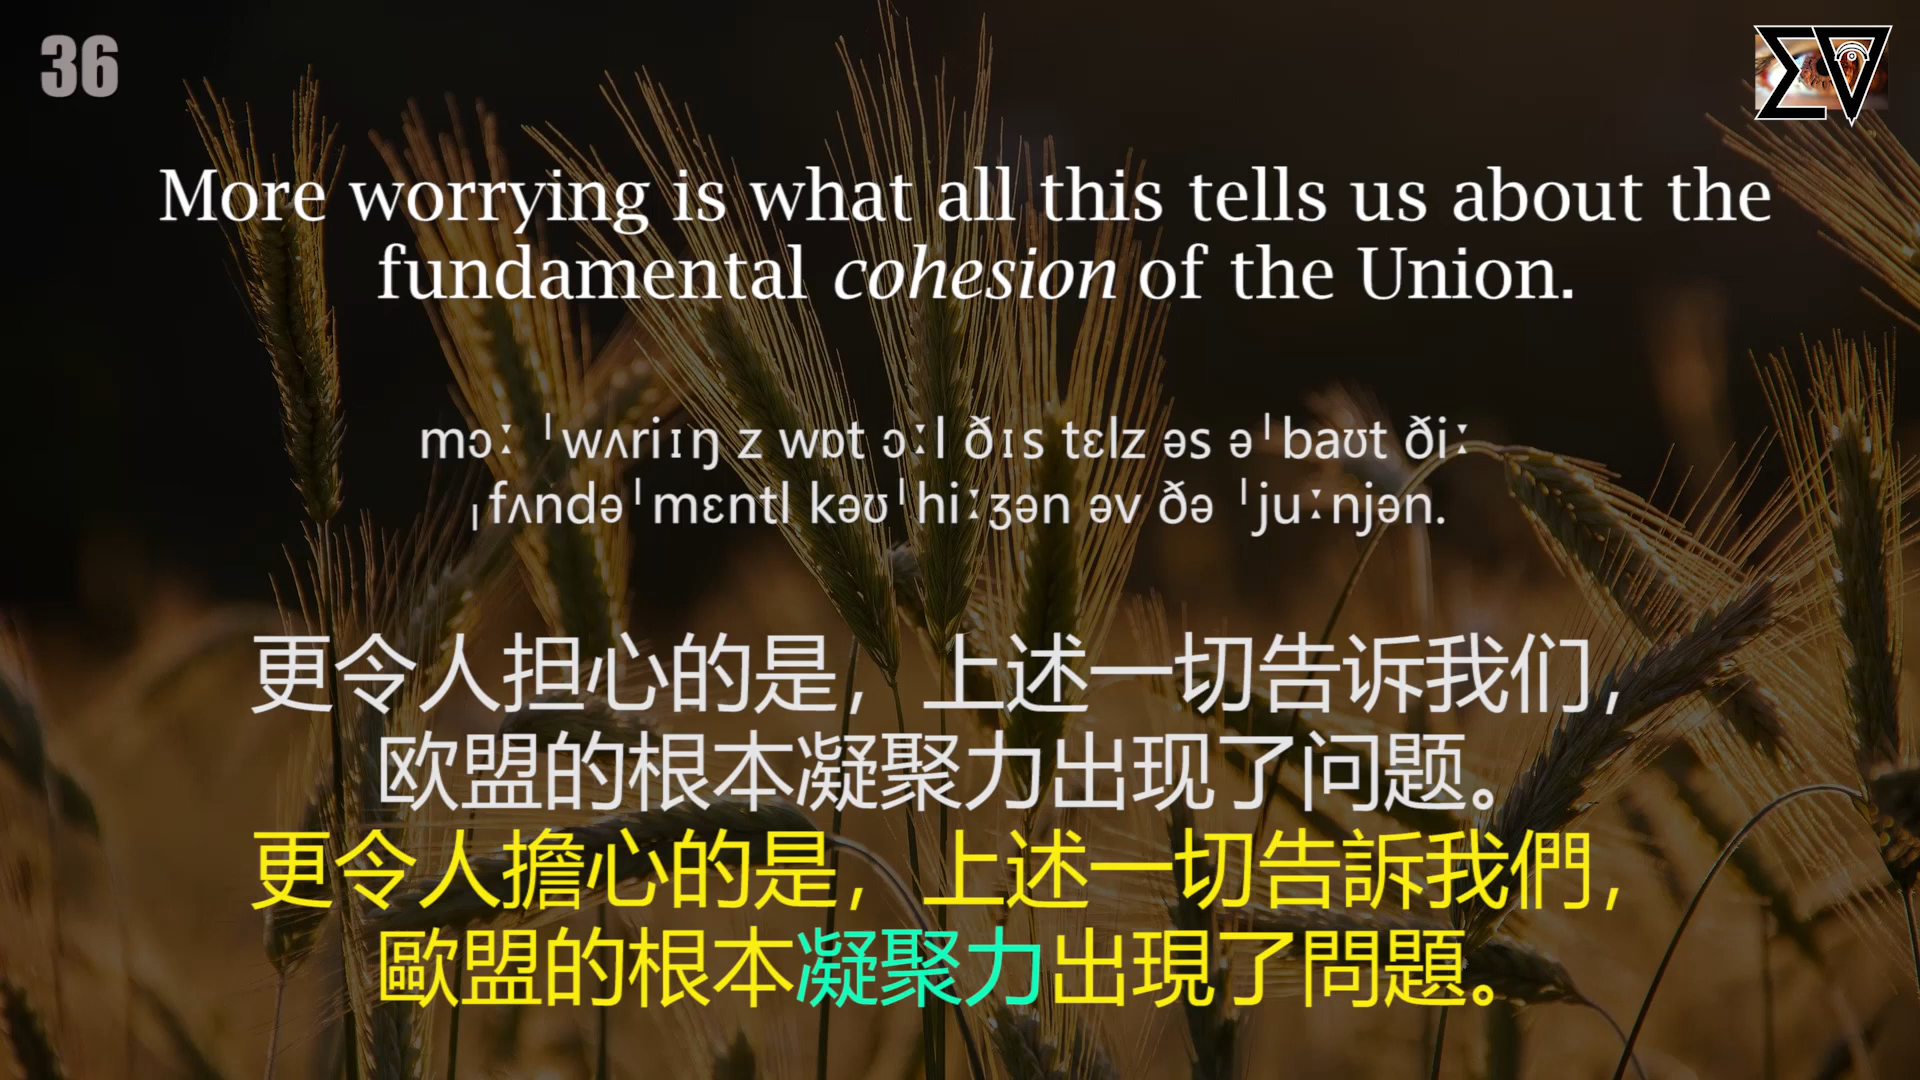 36
More worrying is what all this tells us about the
fundamental cohesion of the Union.
mɔː ˈwʌriɪŋ z wɒt ɔːl ðɪs tɛlz əs əˈbaʊt ðiː
ˌfʌndəˈmɛntl kəʊˈhiːʒən əv ðə ˈjuːnjən.
更令人担心的是，上述一切告诉我们，
欧盟的根本凝聚力出现了问题。
更令人擔心的是，上述一切告訴我們，
歐盟的根本凝聚力出現了問題。